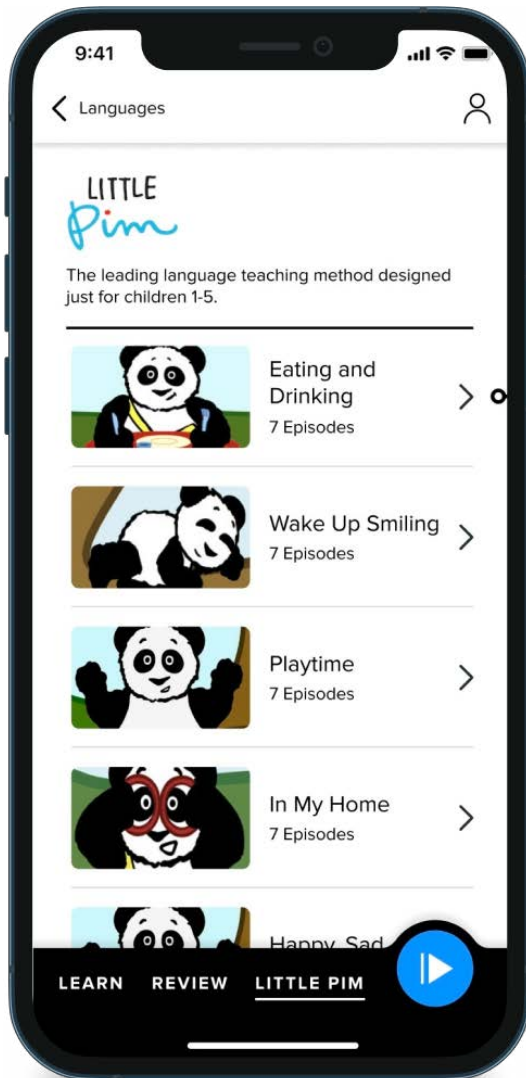 9:41
Languages
LITTLE
Pim
The leading language teaching method designed
just for children 1-5.
Eating and
Drinking
7 Episodes
Wake Up Smiling
7 Episodes
Playtime
7 Episodes
In My Home
7 Episodes
Happy, Sad
LEARN REVIEW LITTLE PIM